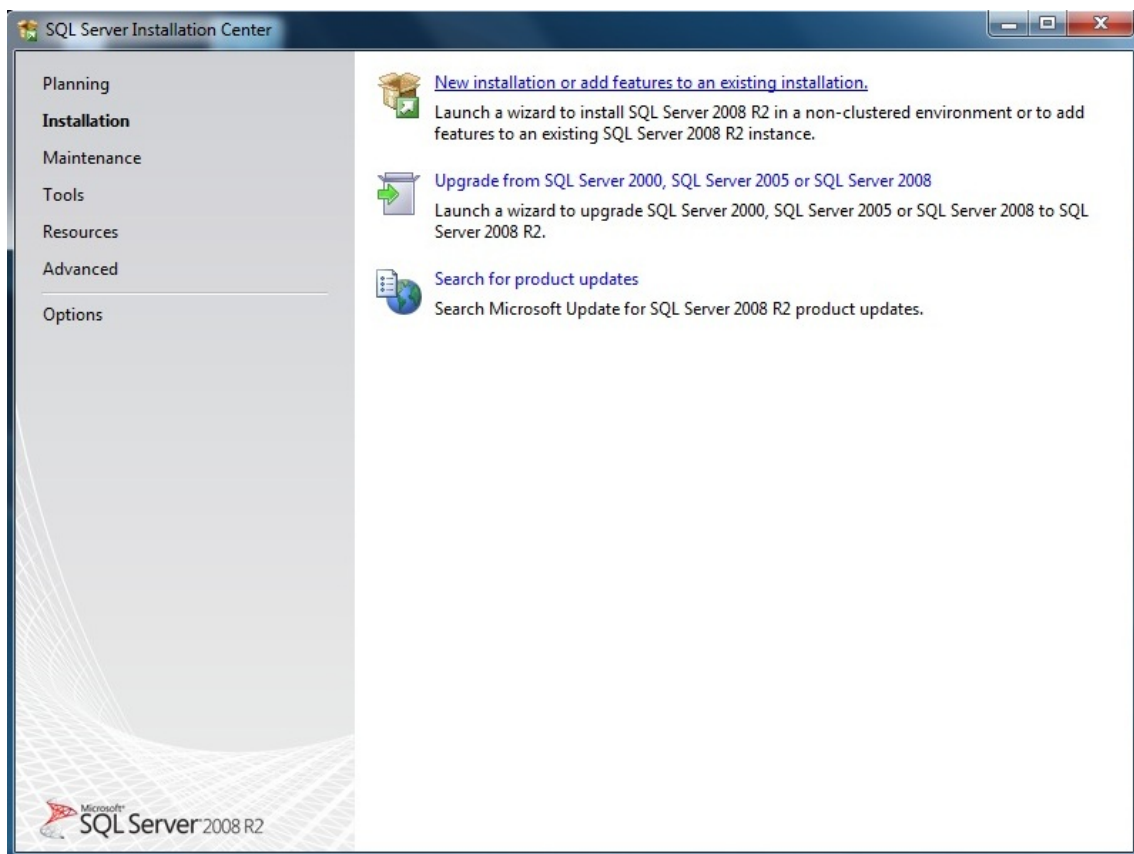 SQL Server Installation Center
Planning
Installation
Maintenance
Tools
Resources
Advanced
Options
New installation or add features to an existing installation.
Launch a wizard to install SQL Server 2008 R2 in a non-clustered environment or to add
features to an existing SQL Server 2008 R2 instance.
Upgrade from SQL Server 2000, SQL Server 2005 or SQL Server 2008
Launch a wizard to upgrade SQL Server 2000, SQL Server 2005 or SQL Server 2008 to SQL
Server 2008 R2.
Search for product updates
Search Microsoft Update for SQL Server 2008 R2 product updates.
Microsoft®
SQL Server 2008 R2